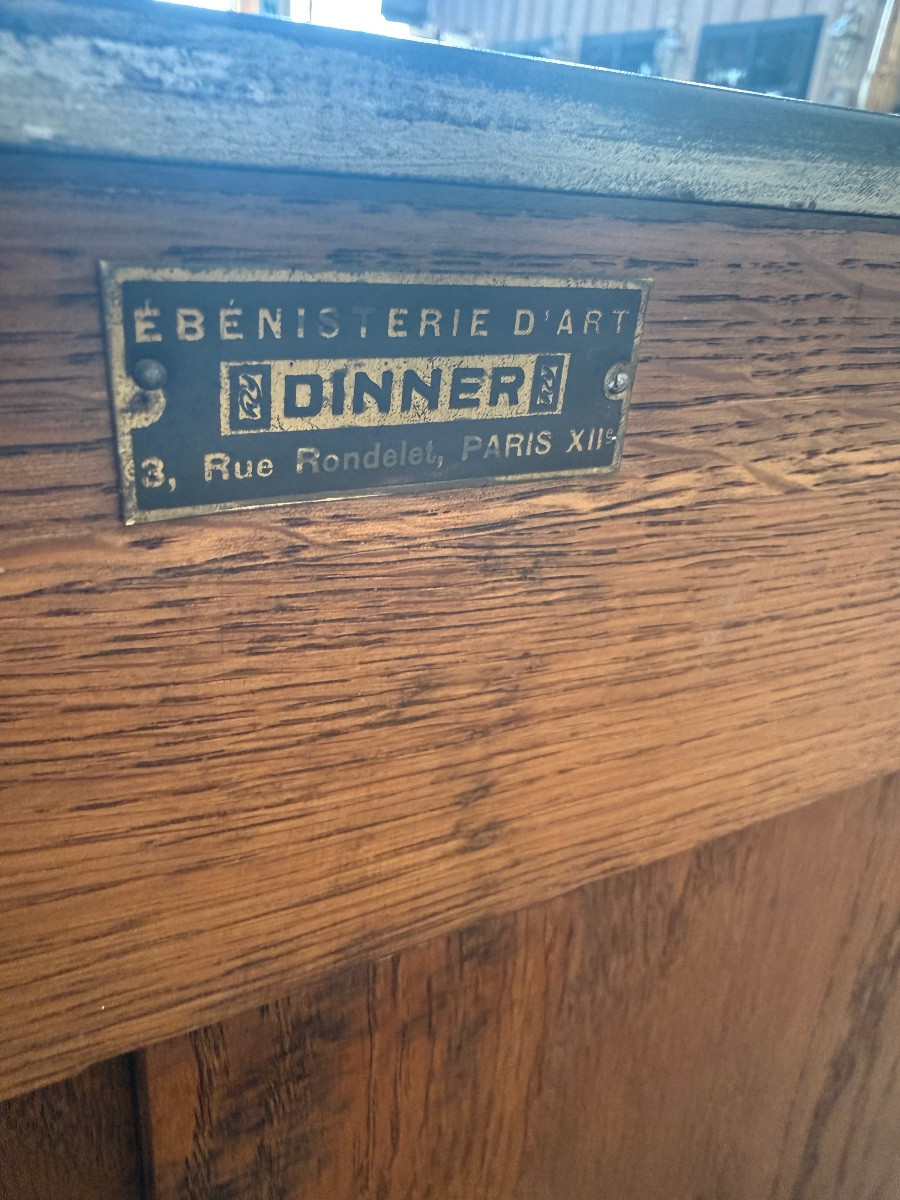 ÉBÉNISTERIE D'ART
DINNER
3, Rue Rondelet, PARIS XIIe